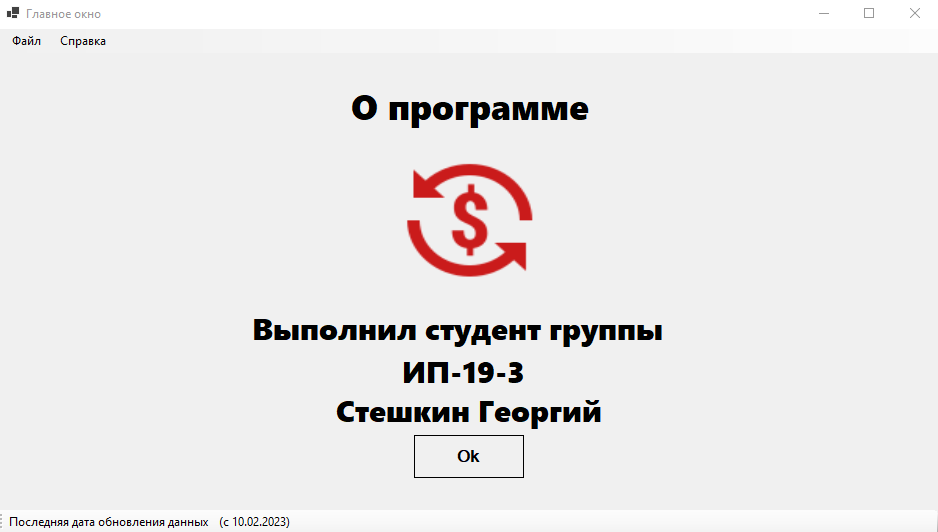 Главное окно
Файл Справка
О программе
$
Выполнил студент группы
ИП-19-3
Стешкин Георгий
Ok
Последняя дата обновления данных (с 10.02.2023)